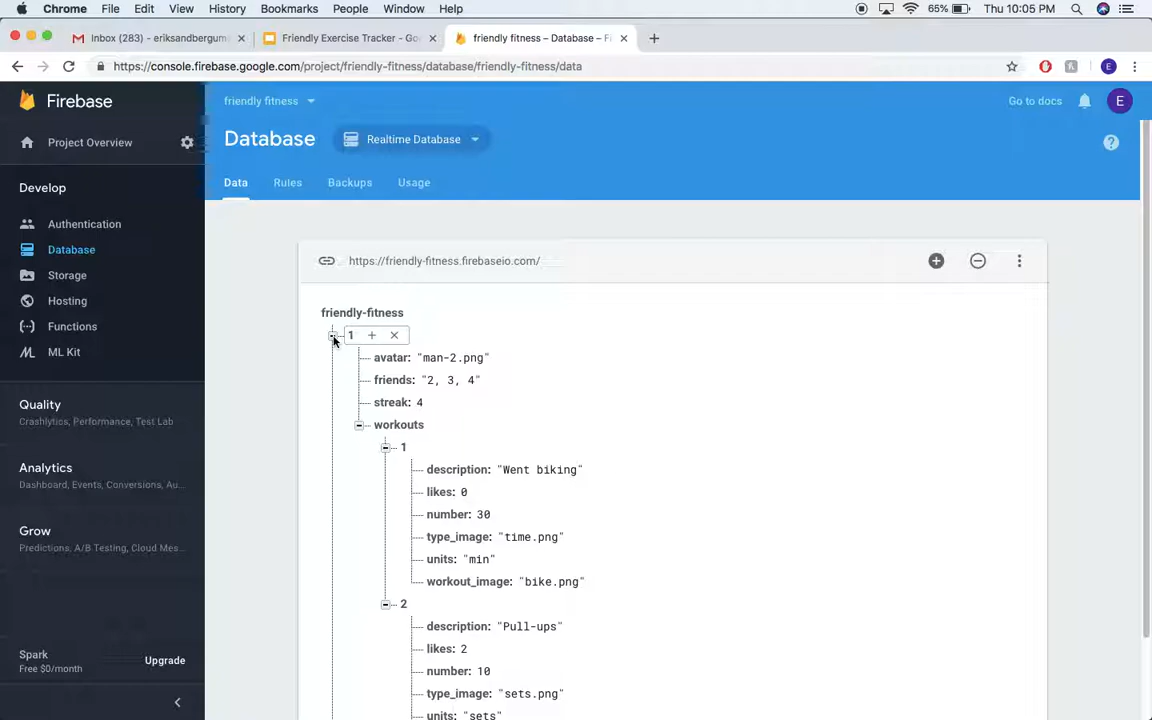 Chrome File Edit View History Bookmarks People Window Help 65% Thu 10:05 PM
Inbox (283) - eriksandbergum Friendly Exercise Tracker - Go friendly fitness – Database – Fi
https://console.firebase.google.com/project/friendly-fitness/database/friendly-fitness/data E
Firebase friendly fitness Go to docs E
Project Overview Database Realtime Database ?
Develop Data Rules Backups Usage
Authentication
Database
Storage
Hosting
Functions
ML Kit
Quality
Crashlytics, Performance, Test Lab
Analytics
Dashboard, Events, Conversions, Au...
Grow
Predictions, A/B Testing, Cloud Mes...
Spark
Free $0/month
Upgrade
https://friendly-fitness.firebaseio.com/
friendly-fitness
1
avatar: "man-2.png"
friends: "2, 3, 4"
streak: 4
workouts
1
description: "Went biking"
likes: 0
number: 30
type_image: "time.png"
units: "min"
workout_image: "bike.png"
2
description: "Pull-ups"
likes: 2
number: 10
type_image: "sets.png"
units: "sets"